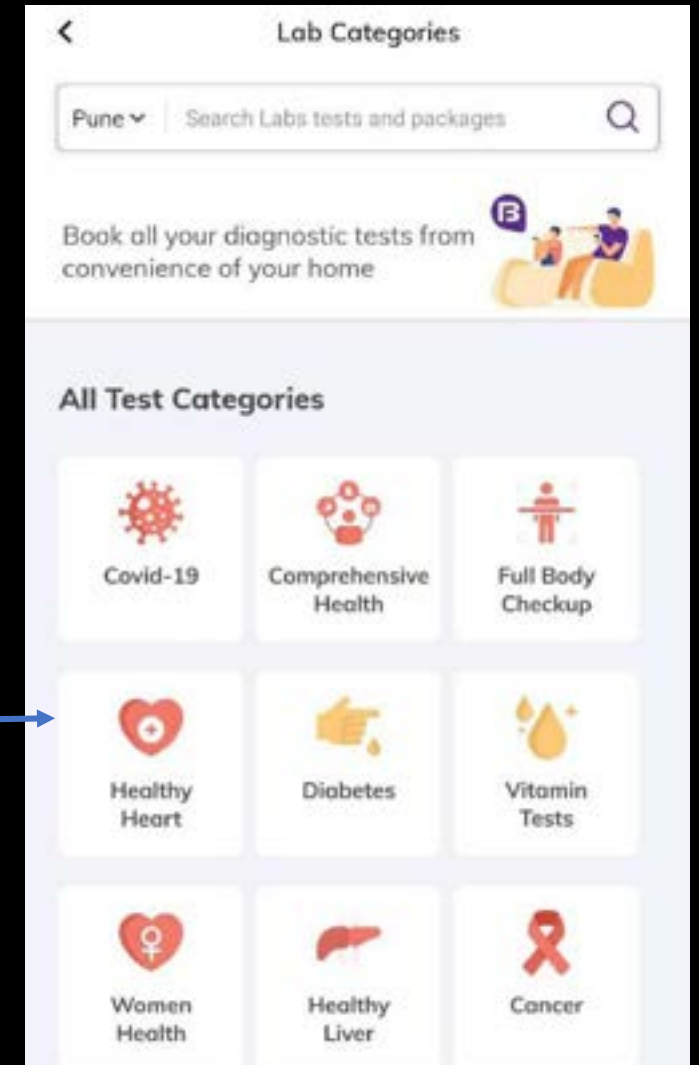 Lab Categories
Pune Search Labs tests and packages
Book all your diagnostic tests from
convenience of your home
All Test Categories
Covid-19
Comprehensive
Health
Full Body
Checkup
Healthy
Heart
Diabetes
Vitamin
Tests
Women
Health
Healthy
Liver
Cancer